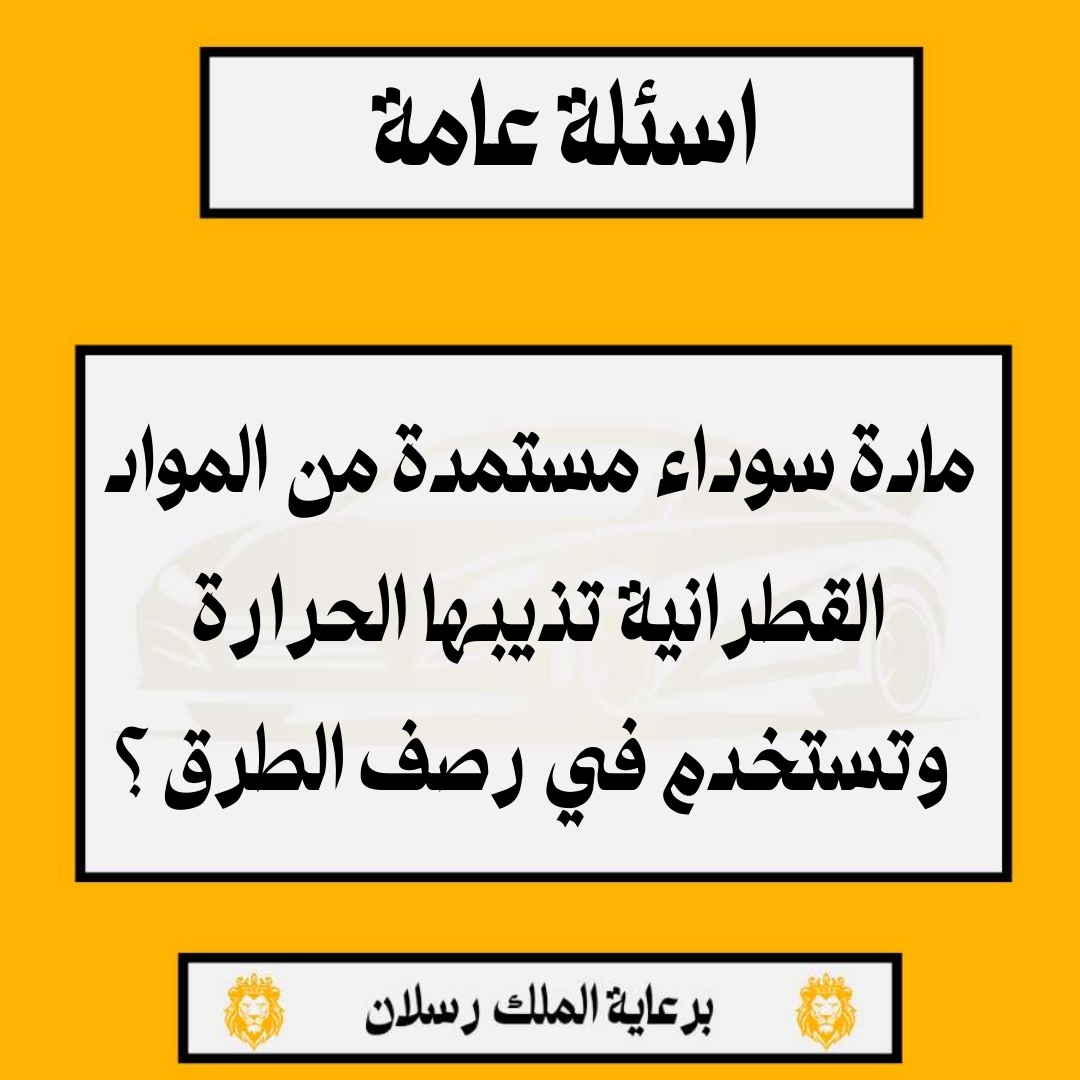 اسئلة عامة
مادة سوداء مستمدة من المواد
القطرانية تذيبها الحرارة
وتستخدم في رصف الطرق ؟
برعاية الملك رسلان